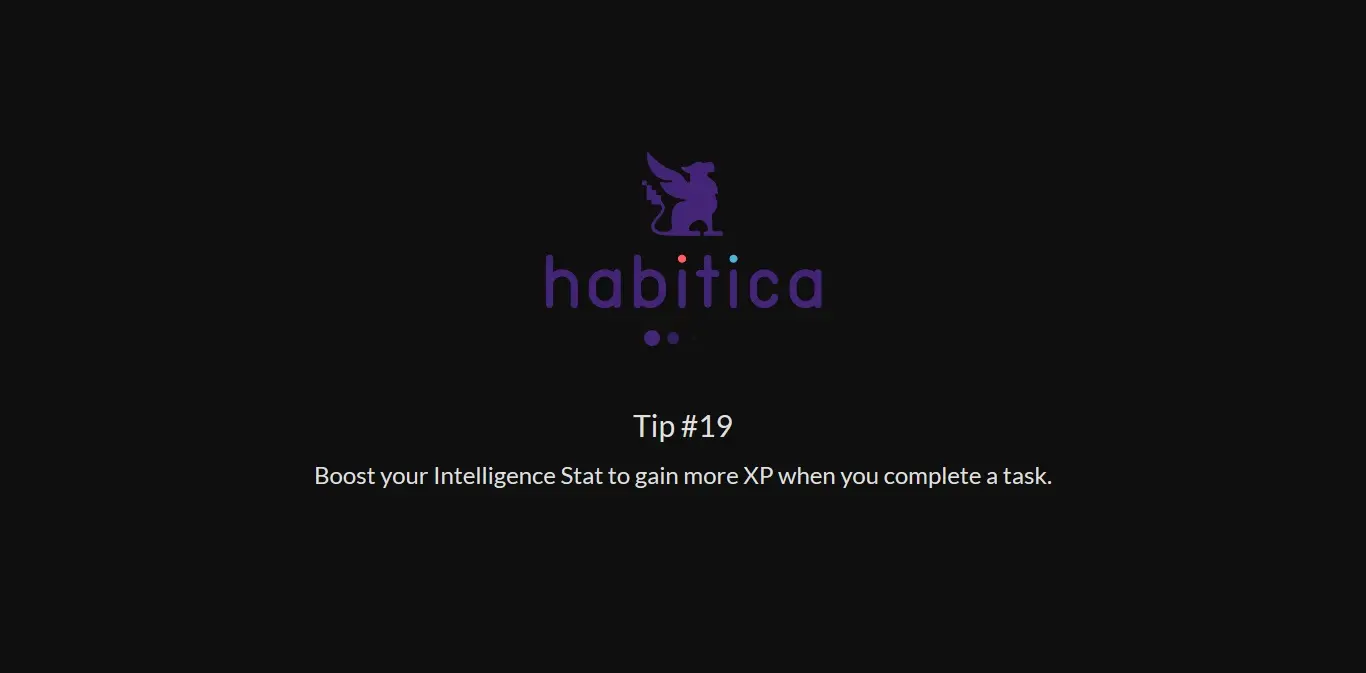 habitica
Tip #19
Boost your Intelligence Stat to gain more XP when you complete a task.